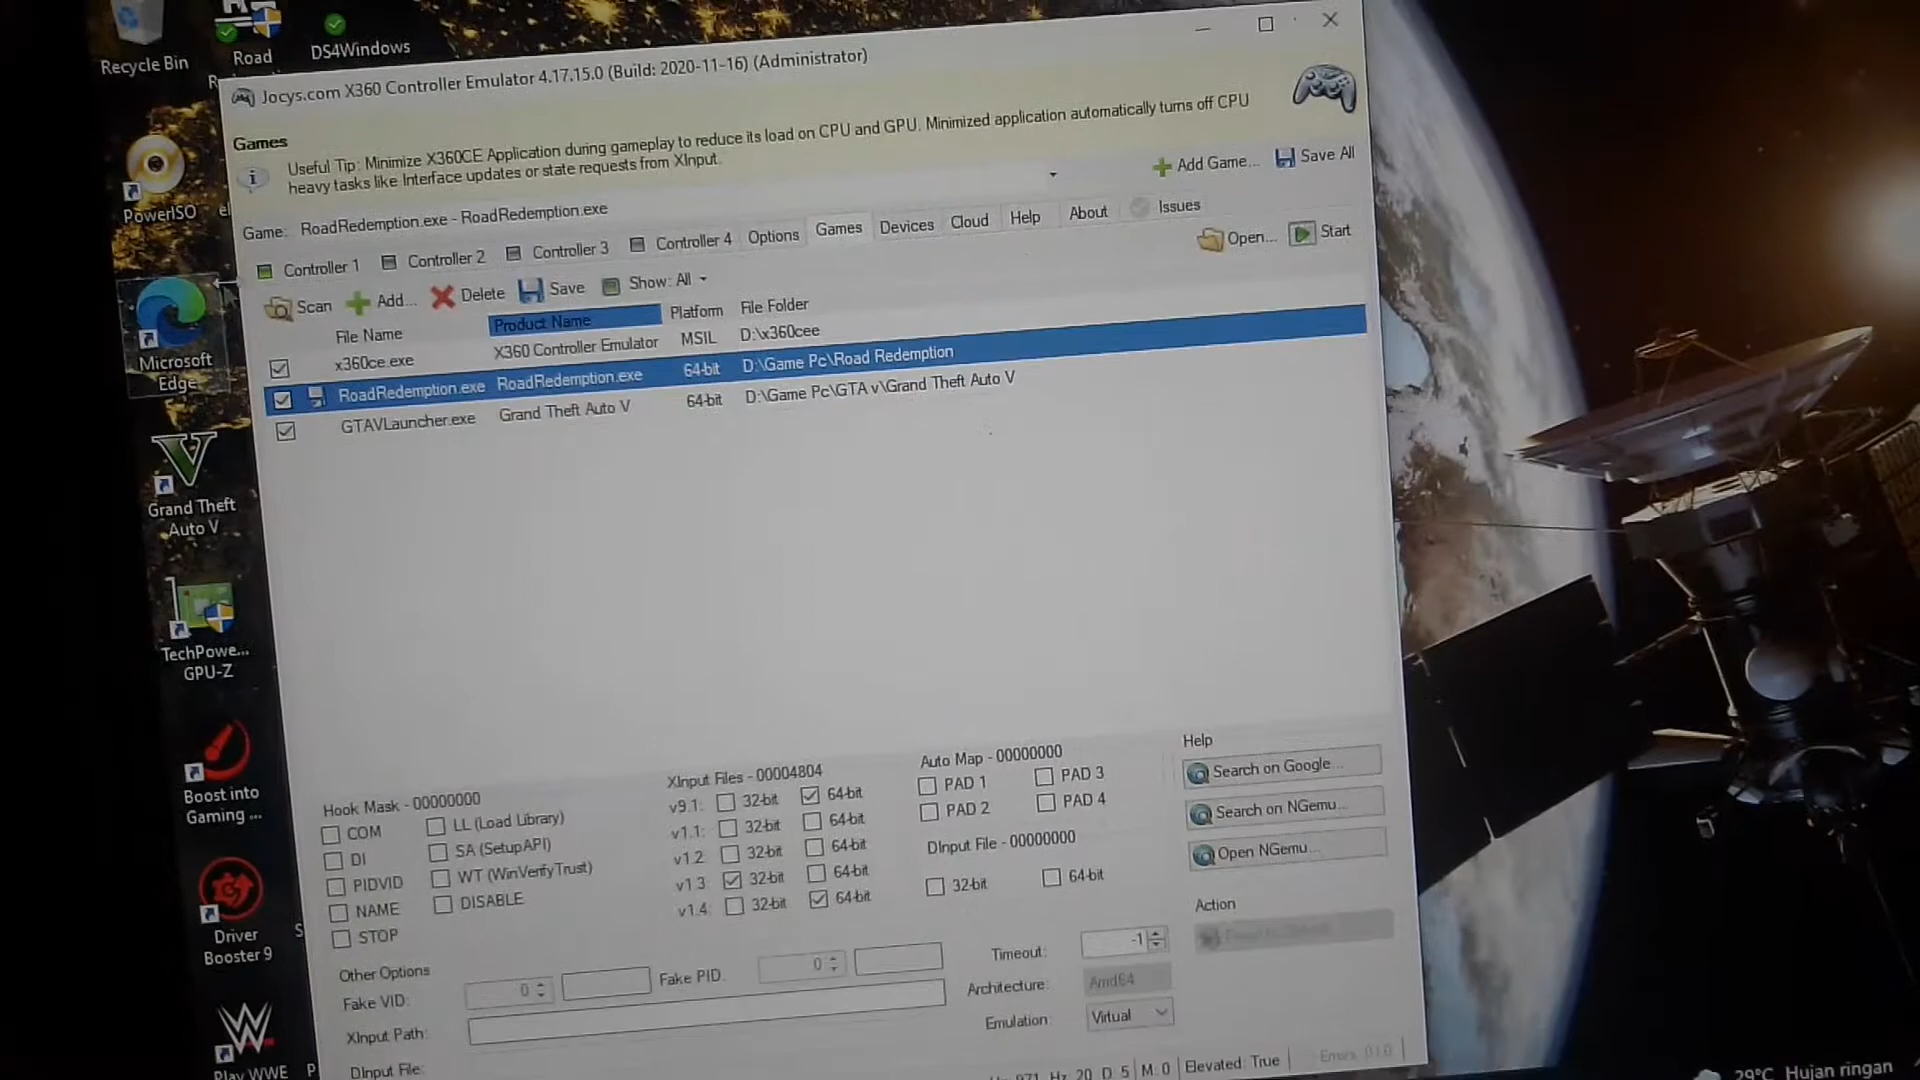 Recycle Bin
Road
DS4Windows
PowerISO
Microsoft
Edge
Grand Theft
Auto V
TechPowe...
GPU-Z
Boost into
Gaming ...
Driver
Booster 9
Play WWE
Jocys.com X360 Controller Emulator 4.17.15.0 (Build: 2020-11-16) (Administrator)
Games
Useful Tip: Minimize X360CE Application during gameplay to reduce its load on CPU and GPU. Minimized application automatically turns off CPU
heavy tasks like Interface updates or state requests from XInput.
Game: RoadRedemption.exe - RoadRedemption.exe
Add Game... Save All
Controller 1 Controller 2 Controller 3 Controller 4 Options Games Devices Cloud Help About Issues
Scan Add... Delete Save Show: All Open... Start
File Name Product Name Platform File Folder
x360ce.exe X360 Controller Emulator MSIL D:\x360cee
RoadRedemption.exe RoadRedemption.exe 64-bit D:\Game Pc\Road Redemption
GTAVLauncher.exe Grand Theft Auto V 64-bit D:\Game Pc\GTA v\Grand Theft Auto V
Hook Mask - 00000000
COM LL (Load Library)
DI SA (SetupAPI)
PIDVID WT (WinVerifyTrust)
NAME DISABLE
STOP
XInput Files - 00004804
v9.1: 32-bit 64-bit
v1.1: 32-bit 64-bit
v1.2 32-bit 64-bit
v1.3 32-bit 64-bit
v1.4: 32-bit 64-bit
Auto Map - 00000000
PAD 1 PAD 3
PAD 2 PAD 4
DInput File - 00000000
32-bit 64-bit
Help
Search on Google...
Search on NGemu...
Open NGemu...
Action
Other Options
Fake VID: 0 Fake PID. 0
XInput Path:
DInput File:
Timeout: -1
Architecture: Amd64
Emulation: Virtual
Hz 20 D 5 M: 0 Elevated: True
29°C Hujan ringan